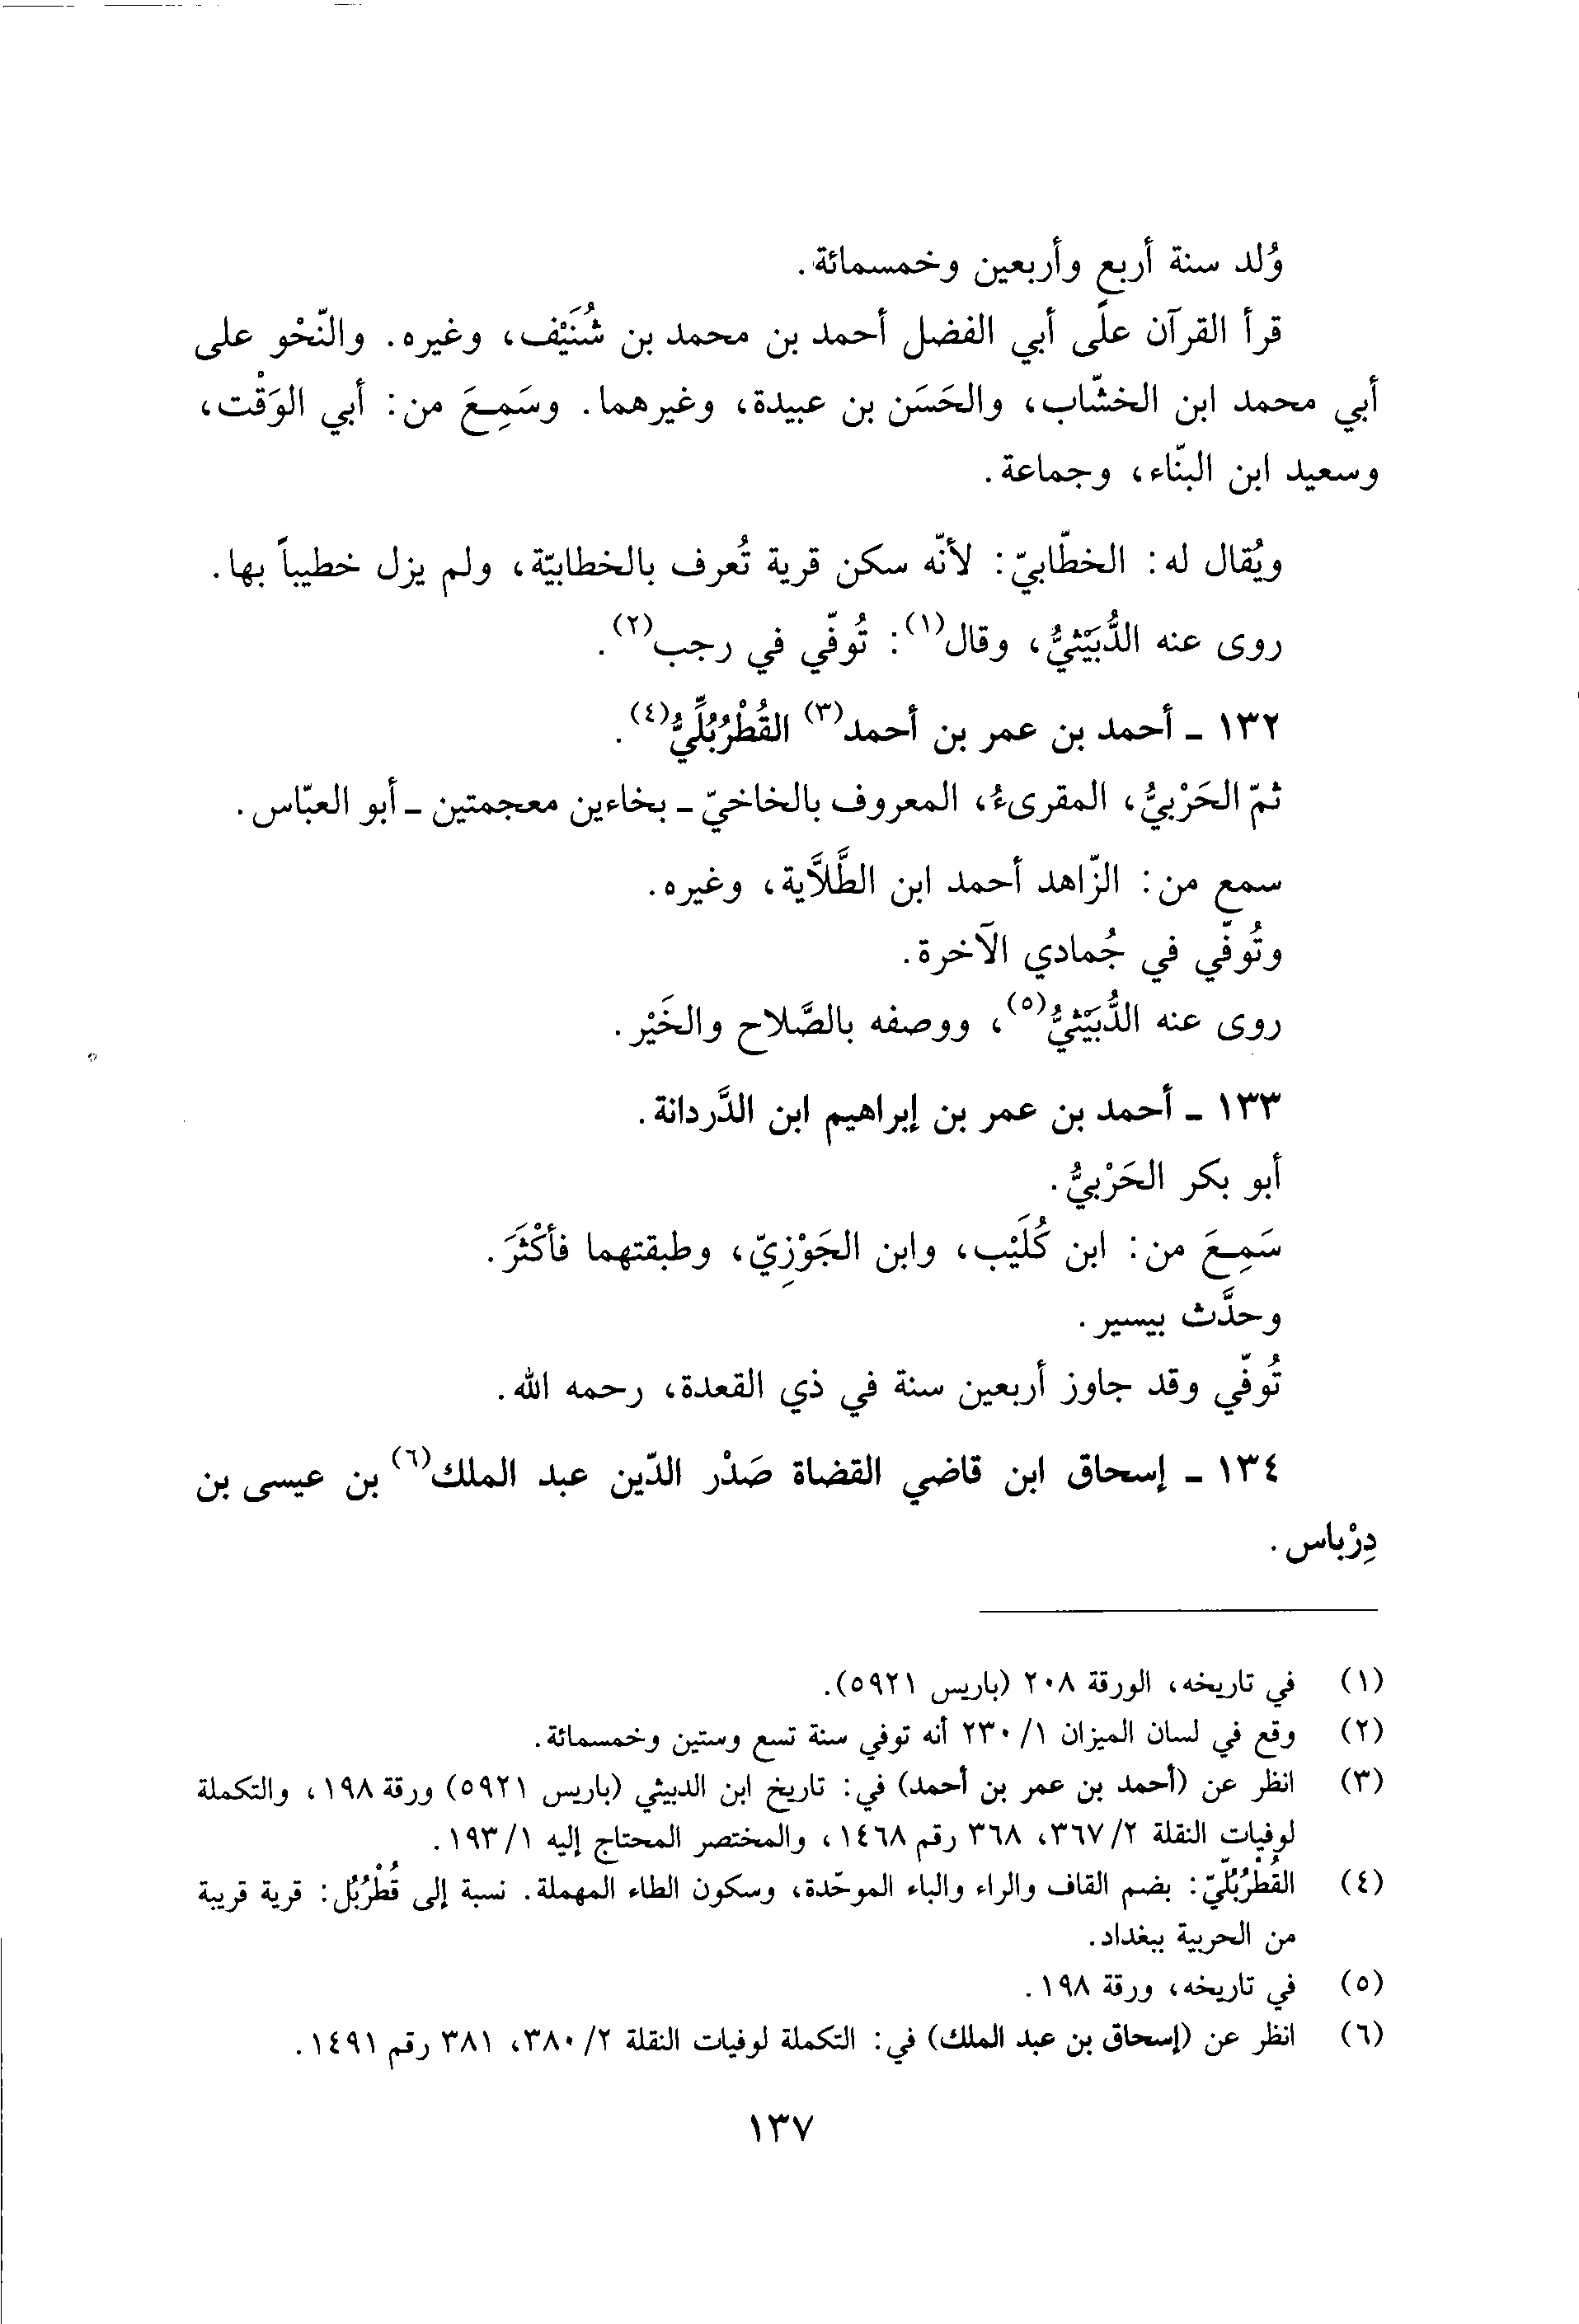 وُلد سنة أربع وأربعين وخمسمائة.
قرأ القرآن على أبي الفضل أحمد بن محمد بن شُنَيْف، وغيره. والنّحْو على
أبي محمد ابن الخشّاب، والحَسَن بن عبيدة، وغيرهما. وسَمِعَ من: أبي الوَقْت،
وسعيد ابن البنّاء، وجماعة.
ويُقال له: الخطّابيّ: لأنّه سكن قرية تُعرف بالخطابيّة، ولم يزل خطيباً بها.
روى عنه الدُّبَيْثيُّ، وقال(١): تُوفّي في رجب(٢).
١٣٢ - أحمد بن عمر بن أحمد(٣) القُطْرُبُلِّيُّ(٤).
ثمّ الحَرْبيُّ، المقرىءُ، المعروف بالخاخيّ - بخاءين معجمتين - أبو العبّاس.
سمع من: الزّاهد أحمد ابن الطَّلاَّية، وغيره.
وتُوفّي في جُمادي الآخرة.
روى عنه الدُّبَيْثيُّ(٥)، ووصفه بالصَّلاح والخَيْر.
١٣٣ - أحمد بن عمر بن إبراهيم ابن الدَّردانة.
أبو بكر الحَرْبيُّ.
سَمِعَ من: ابن كُلَيْب، وابن الجَوْزِيّ، وطبقتهما فأكْثَرَ.
وحدَّث بيسير.
تُوفّي وقد جاوز أربعين سنة في ذي القعدة، رحمه الله.
١٣٤ - إسحاق ابن قاضي القضاة صَدْر الدّين عبد الملك(٦) بن عيسى بن
دِرْباس.
(١) في تاريخه، الورقة ٢٠٨ (باريس ٥٩٢١).
(٢) وقع في لسان الميزان ١/ ٢٣٠ أنه توفي سنة تسع وستين وخمسمائة.
(٣) انظر عن (أحمد بن عمر بن أحمد) في: تاريخ ابن الدبيثي (باريس ٥٩٢١) ورقة ١٩٨، والتكملة
لوفيات النقلة ٢/ ٣٦٧، ٣٦٨ رقم ١٤٦٨، والمختصر المحتاج إليه ١/ ١٩٣.
(٤) القُطْرُبُلّيّ: بضم القاف والراء والباء الموحّدة، وسكون الطاء المهملة. نسبة إلى قُطْرُبُل: قرية قريبة
من الحربية ببغداد.
(٥) في تاريخه، ورقة ١٩٨.
(٦) انظر عن (إسحاق بن عبد الملك) في: التكملة لوفيات النقلة ٢/ ٣٨٠، ٣٨١ رقم ١٤٩١.
١٣٧